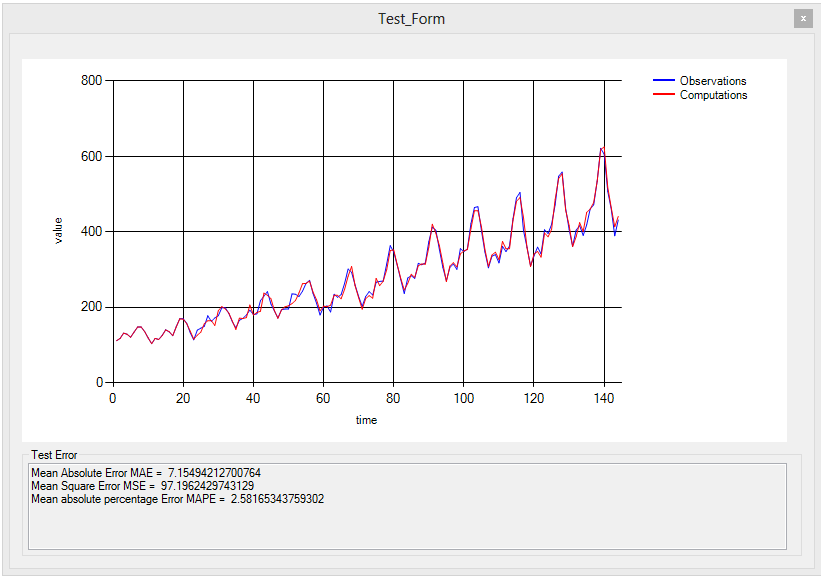 Test_Form
x
800
600
400
200
0
0 20 40 60 80 100 120 140
value
time
Observations
Computations
Test Error
Mean Absolute Error MAE = 7.15494212700764
Mean Square Error MSE = 97.1962429743129
Mean absolute percentage Error MAPE = 2.58165343759302